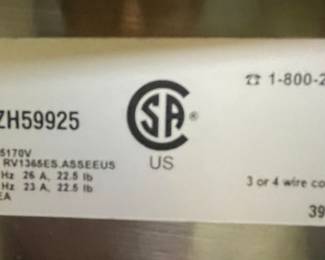 ☎ 1-800-2
ZH59925
SA®
US
5170V
RV1365ES.ASSEEUS
Hz 26 A, 22.5 lb
Hz 23 A, 22.5 lb
EA
3 or 4 wire co
39